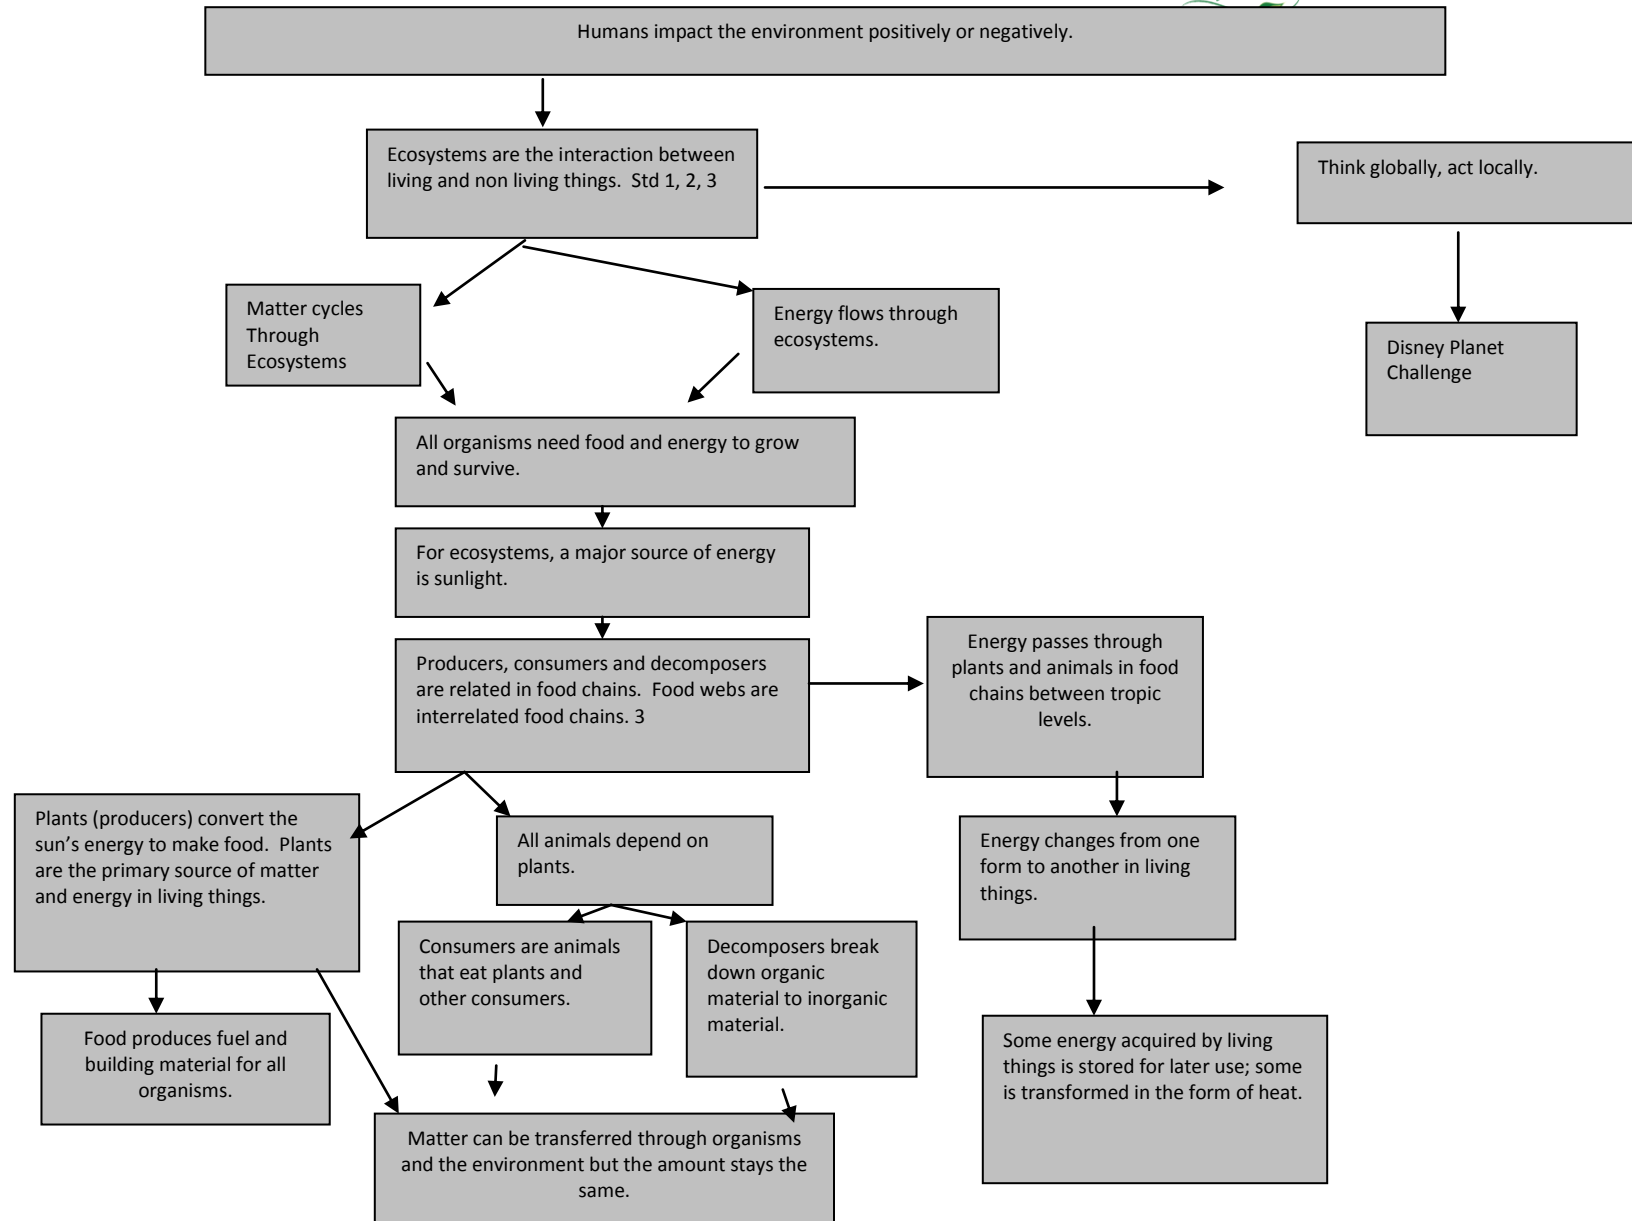 Humans impact the environment positively or negatively.
Ecosystems are the interaction between
living and non living things.  Std 1, 2, 3
Think globally, act locally.
Matter cycles
Through
Ecosystems
Energy flows through
ecosystems.
Disney Planet
Challenge
All organisms need food and energy to grow
and survive.
For ecosystems, a major source of energy
is sunlight.
Producers, consumers and decomposers
are related in food chains.  Food webs are
interrelated food chains. 3
Energy passes through
plants and animals in food
chains between tropic
levels.
Plants (producers) convert the
sun’s energy to make food.  Plants
are the primary source of matter
and energy in living things.
All animals depend on
plants.
Energy changes from one
form to another in living
things.
Consumers are animals
that eat plants and
other consumers.
Decomposers break
down organic
material to inorganic
material.
Food produces fuel and
building material for all
organisms.
Some energy acquired by living
things is stored for later use; some
is transformed in the form of heat.
Matter can be transferred through organisms
and the environment but the amount stays the
same.